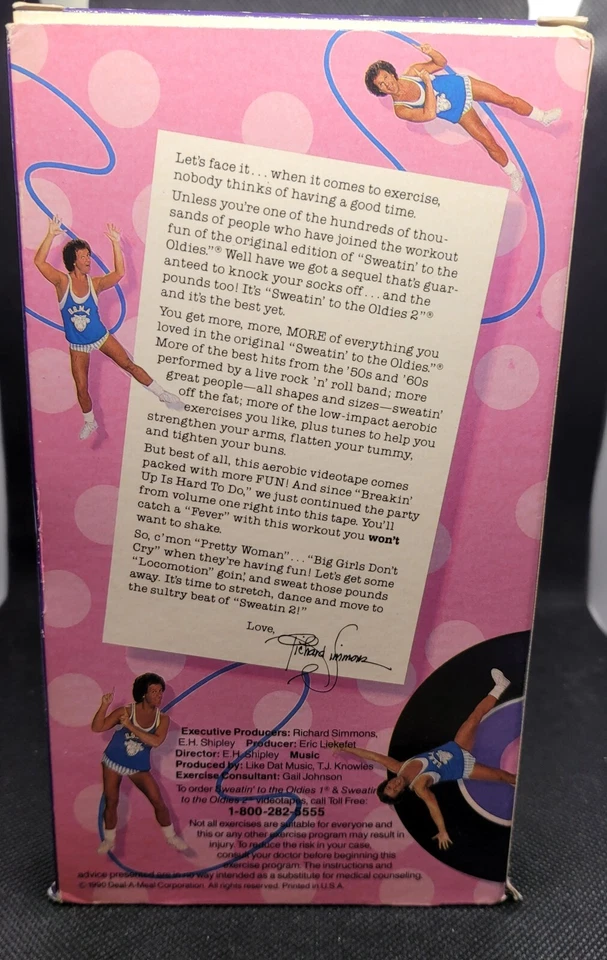 Let's face it...when it comes to exercise,
nobody thinks of having a good time.
Unless you're one of the hundreds of thou-
sands of people who have joined the workout
fun of the original edition of "Sweatin' to the
Oldies."® Well have we got a sequel that's guar-
anteed to knock your socks off...and the
pounds too! It's "Sweatin' to the Oldies 2"®
and it's the best yet.
You get more, more, MORE of everything you
loved in the original "Sweatin' to the Oldies."®
More of the best hits from the '50s and '60s
performed by a live rock 'n' roll band; more
great people—all shapes and sizes—sweatin'
off the fat; more of the low-impact aerobic
exercises you like, plus tunes to help you
strengthen your arms, flatten your tummy,
and tighten your buns.
But best of all, this aerobic videotape comes
packed with more FUN! And since "Breakin'
Up Is Hard To Do," we just continued the party
from volume one right into this tape. You'll
catch a "Fever" with this workout you won't
want to shake.
So, c'mon "Pretty Woman"..."Big Girls Don't
Cry" when they're having fun! Let's get some
"Locomotion" goin', and sweat those pounds
away. It's time to stretch, dance and move to
the sultry beat of "Sweatin 2!"
Love,
Richard Simmons
Executive Producers: Richard Simmons,
E.H. Shipley Producer: Eric Liekefet
Director: E.H. Shipley Music
Produced by: Like Dat Music, T.J. Knowles
Exercise Consultant: Gail Johnson
To order Sweatin' to the Oldies 1® & Sweatin'
to the Oldies 2® videotapes, call Toll Free:
1-800-282-5555
Not all exercises are suitable for everyone and
this or any other exercise program may result in
injury. To reduce the risk in your case,
consult your doctor before beginning this
exercise program. The instructions and
advice presented are in no way intended as a substitute for medical counseling.
© 1990 Deal-A-Meal Corporation. All rights reserved. Printed in U.S.A.